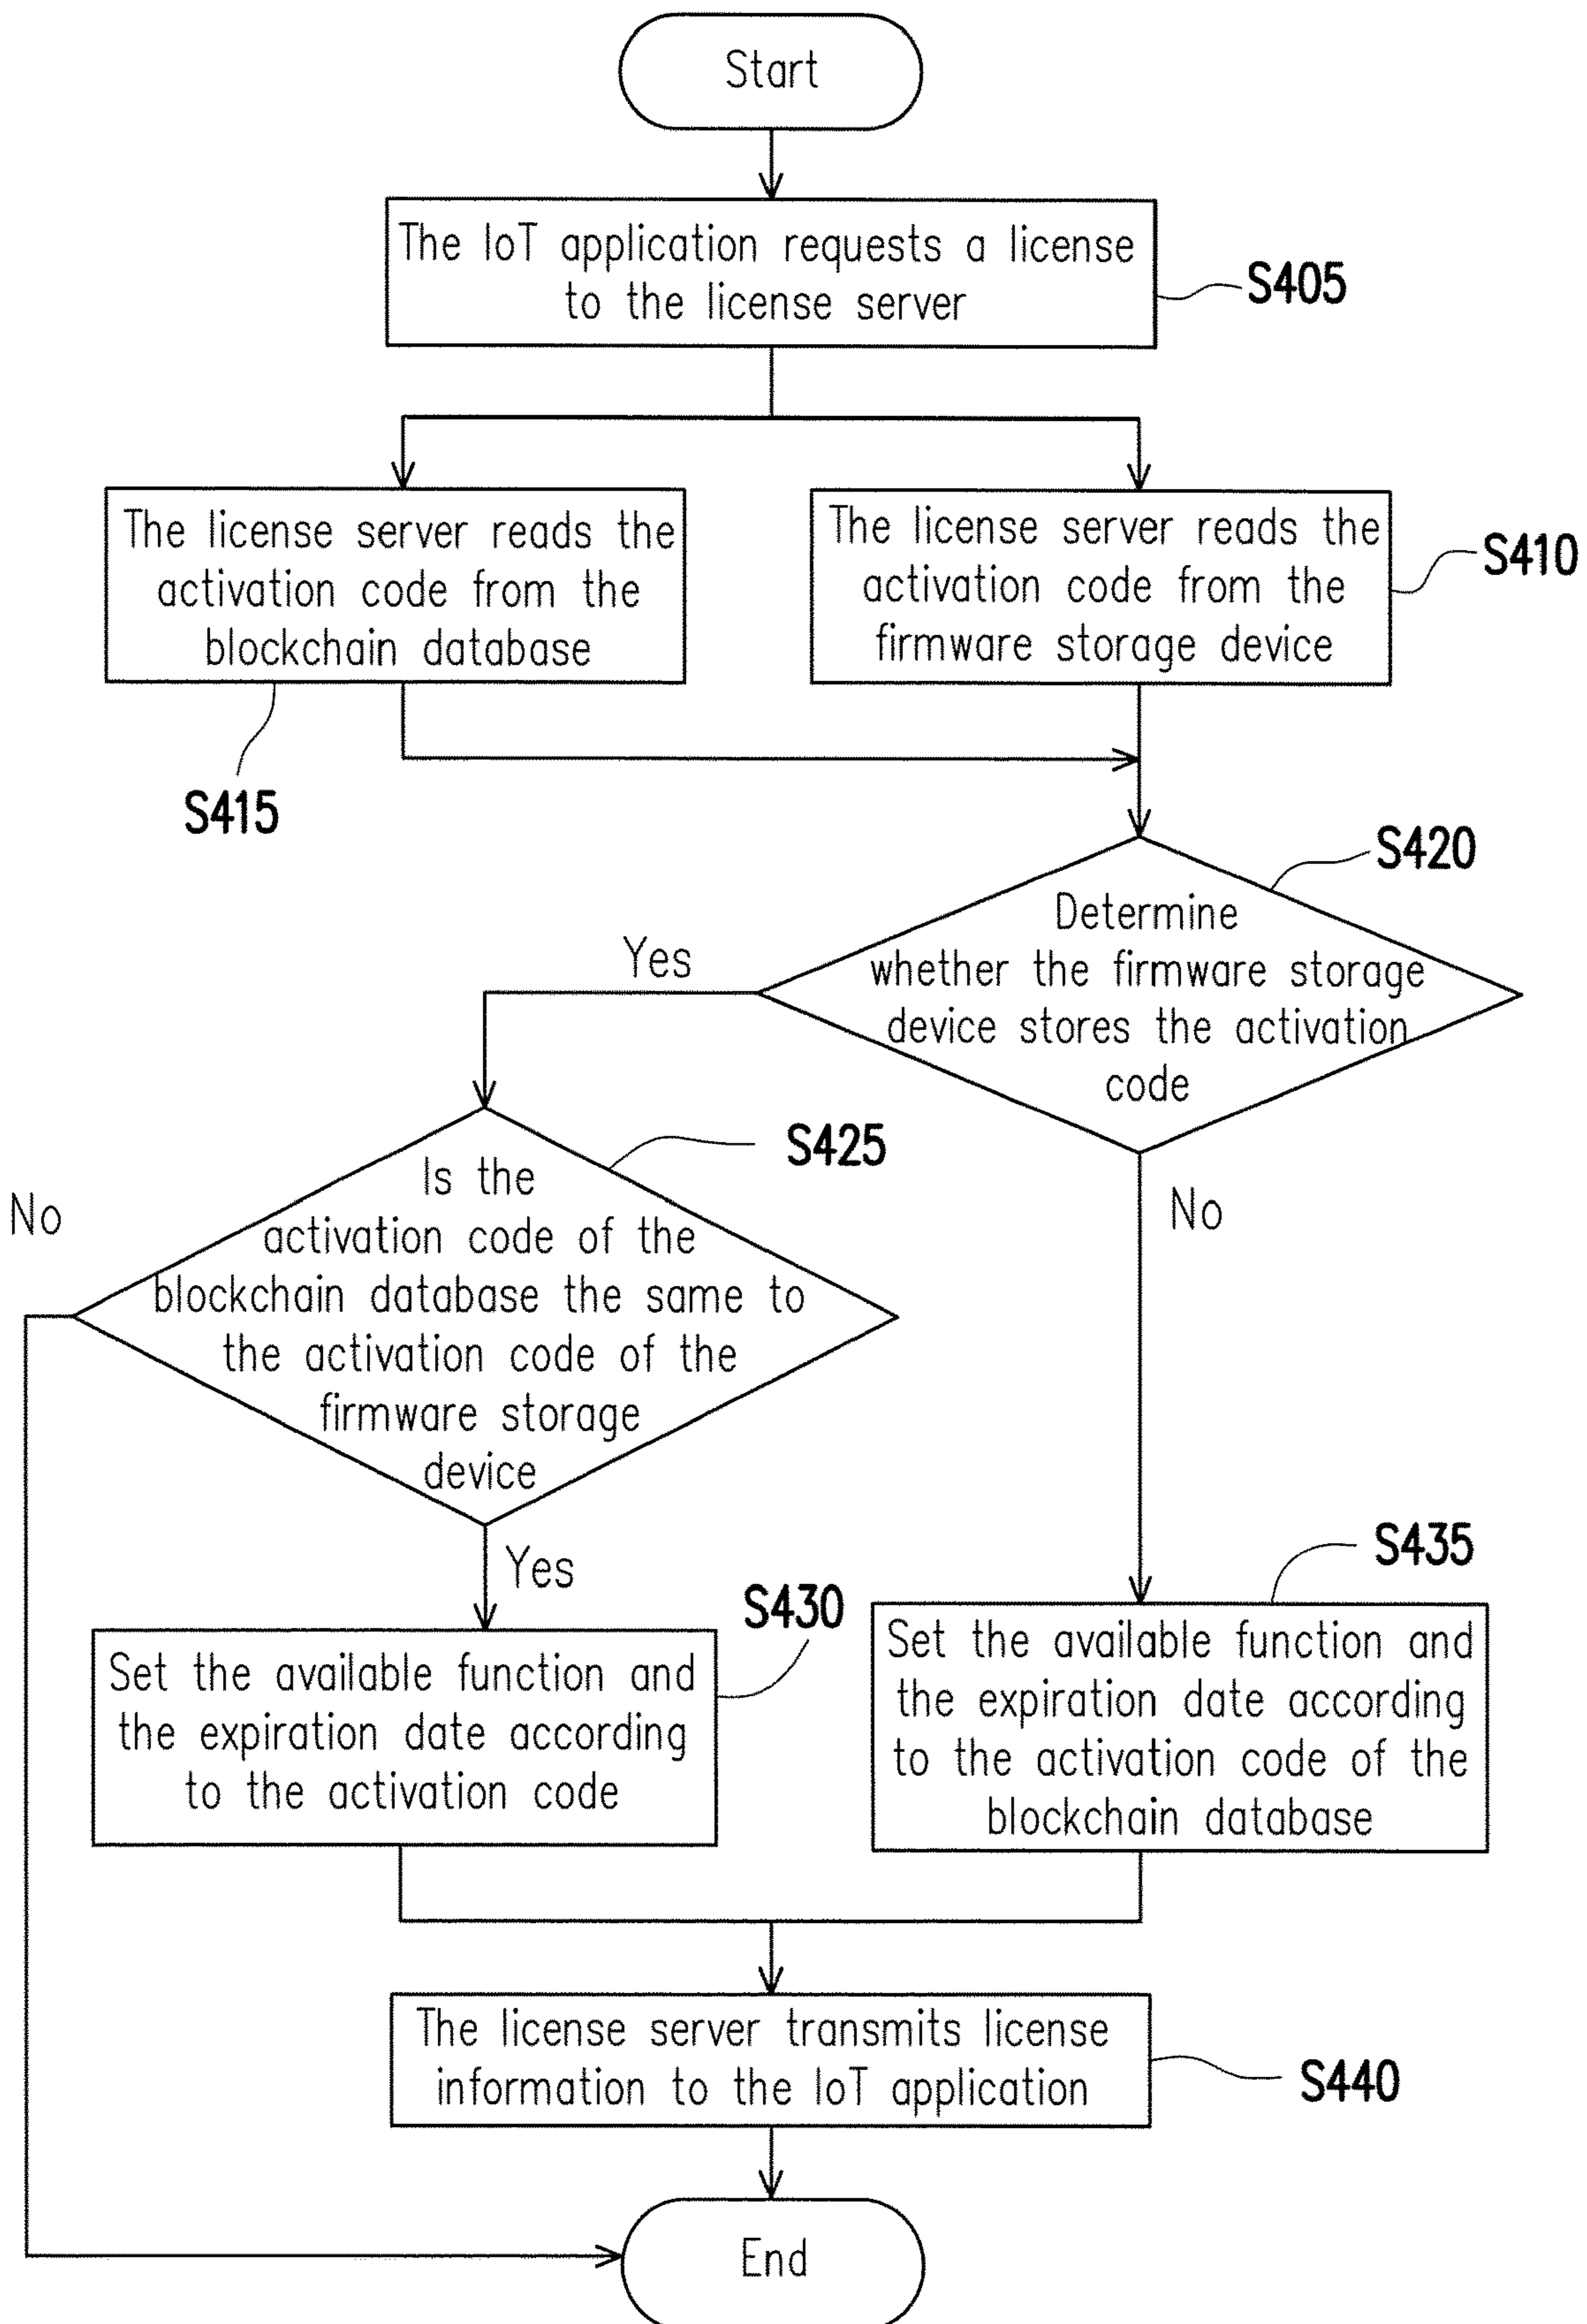 Start
The IoT application requests a license
to the license server
S405
The license server reads the
activation code from the
blockchain database
S415
The license server reads the
activation code from the
firmware storage device
S410
S420
Determine
whether the firmware storage
device stores the activation
code
Yes
No
S425
Is the
activation code of the
blockchain database the same to
the activation code of the
firmware storage
device
No
Yes
S430
Set the available function and
the expiration date according
to the activation code
S435
Set the available function and
the expiration date according
to the activation code of the
blockchain database
The license server transmits license
information to the IoT application
S440
End